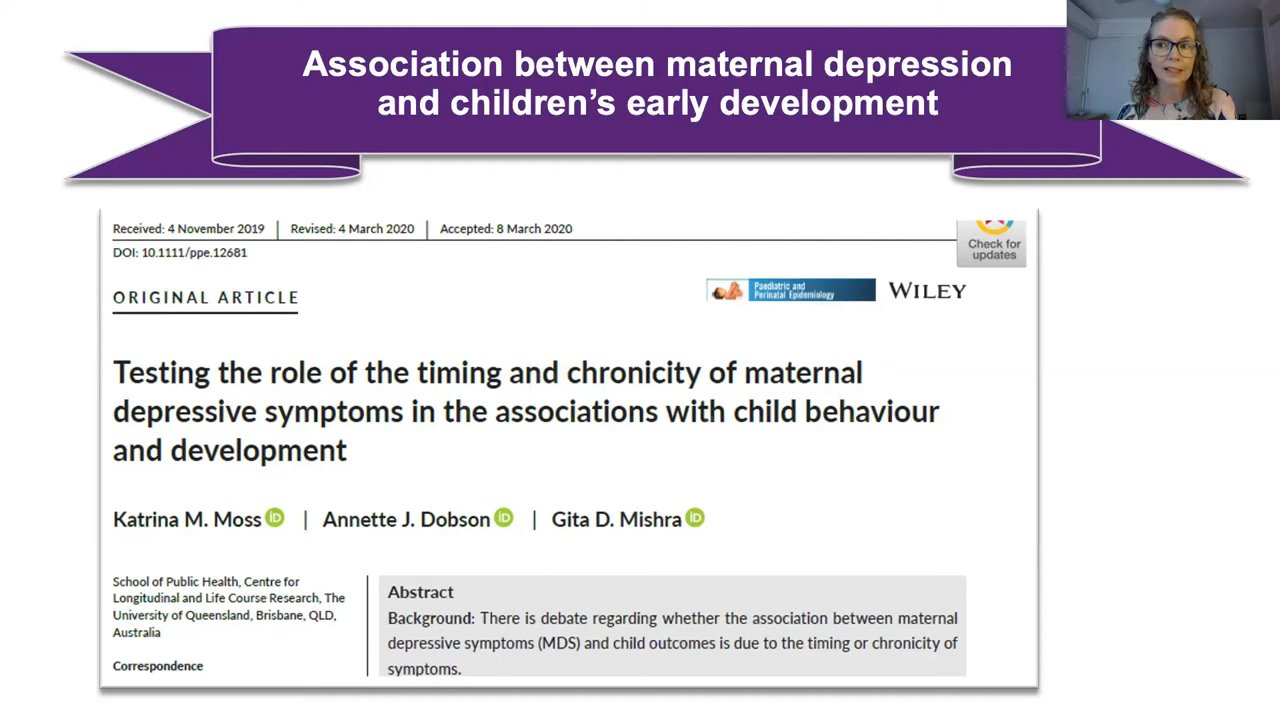 Association between maternal depression
and children's early development
Received: 4 November 2019 | Revised: 4 March 2020 | Accepted: 8 March 2020
DOI: 10.1111/ppe.12681
Check for
updates
ORIGINAL ARTICLE
Paediatric and
Perinatal Epidemiology
WILEY
Testing the role of the timing and chronicity of maternal
depressive symptoms in the associations with child behaviour
and development
Katrina M. Moss iD | Annette J. Dobson iD | Gita D. Mishra iD
School of Public Health, Centre for
Longitudinal and Life Course Research, The
University of Queensland, Brisbane, QLD,
Australia
Correspondence
Abstract
Background: There is debate regarding whether the association between maternal
depressive symptoms (MDS) and child outcomes is due to the timing or chronicity of
symptoms.